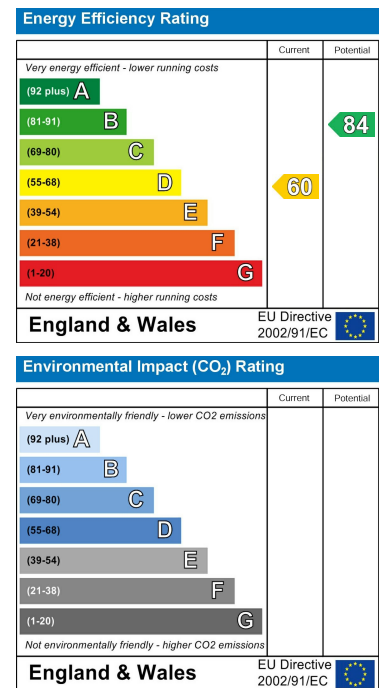 Energy Efficiency Rating
Current Potential
Very energy efficient - lower running costs
(92 plus) A
(81-91) B
84
(69-80) C
(55-68) D
60
(39-54) E
(21-38) F
(1-20) G
Not energy efficient - higher running costs
England & Wales
EU Directive
2002/91/EC
Environmental Impact (CO₂) Rating
Current Potential
Very environmentally friendly - lower CO2 emissions
(92 plus) A
(81-91) B
(69-80) C
(55-68) D
(39-54) E
(21-38) F
(1-20) G
Not environmentally friendly - higher CO2 emissions
England & Wales
EU Directive
2002/91/EC